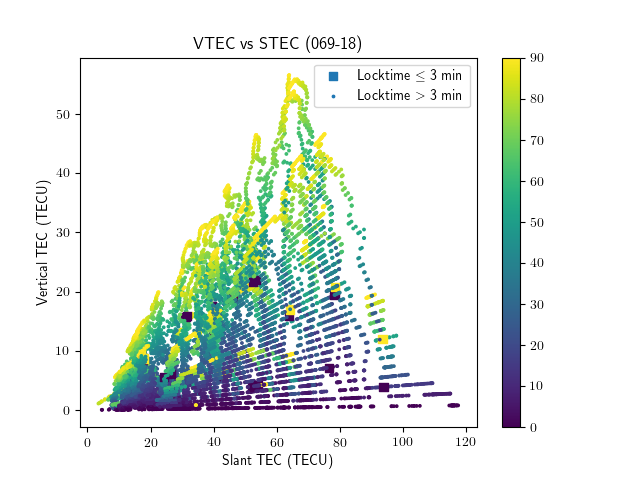 VTEC vs STEC (069-18)
Locktime ≤ 3 min
Locktime > 3 min
Vertical TEC (TECU)
50
40
30
20
10
0
0 20 40 60 80 100 120
Slant TEC (TECU)
90
80
70
60
50
40
30
20
10
0